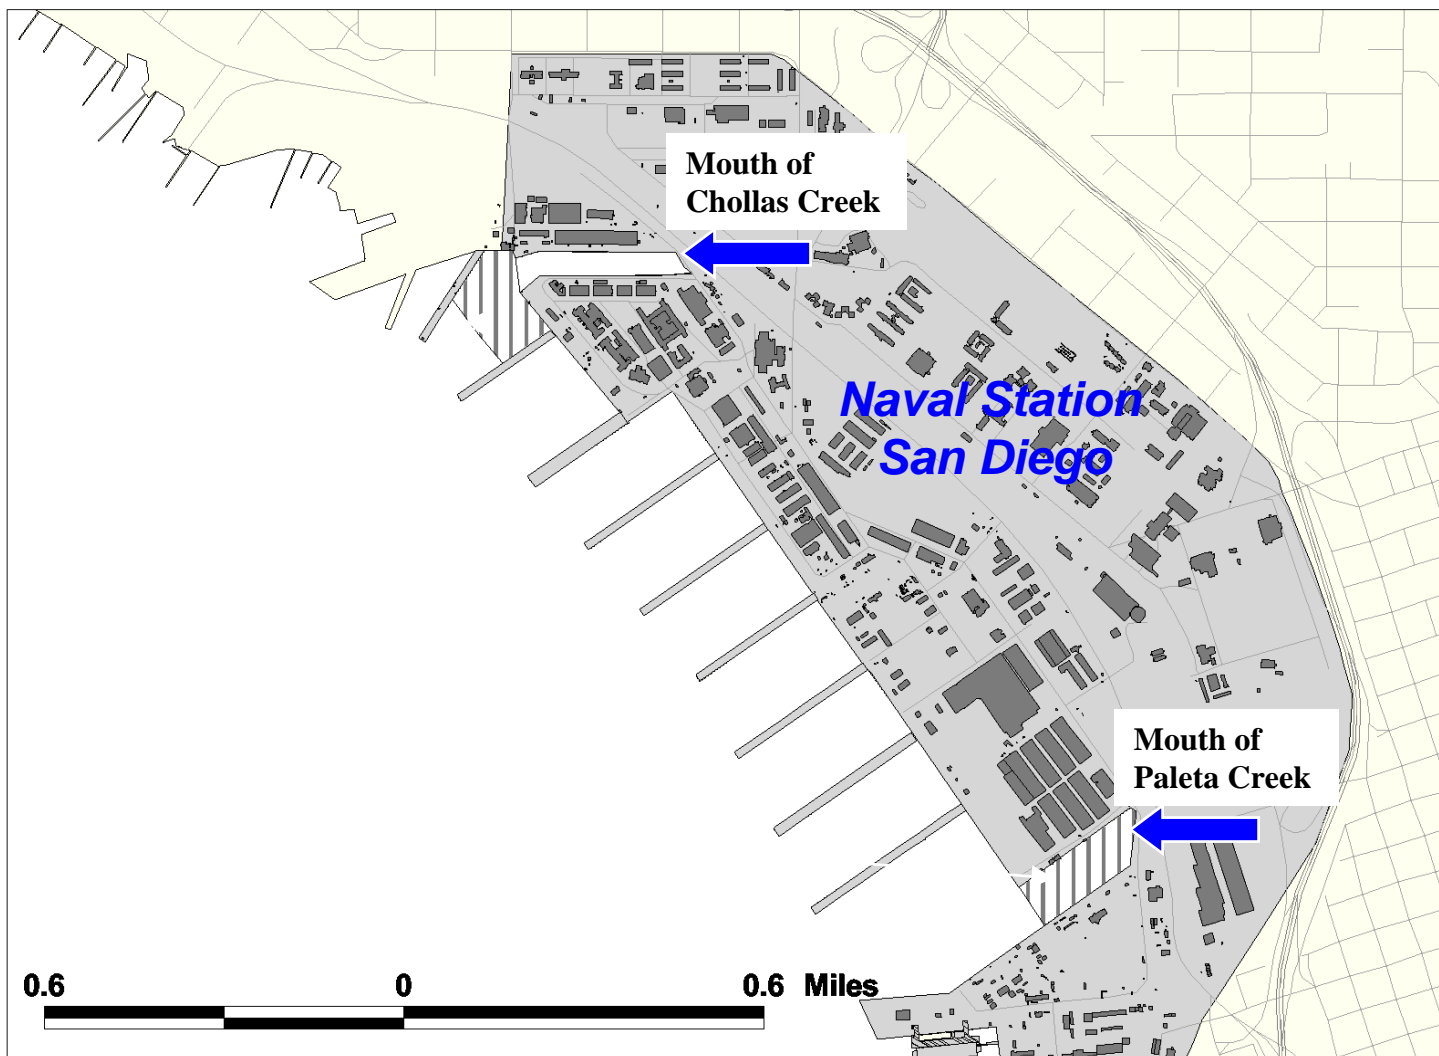 Mouth of
Chollas Creek
Naval Station
San Diego
Mouth of
Paleta Creek
0.6 0 0.6 Miles